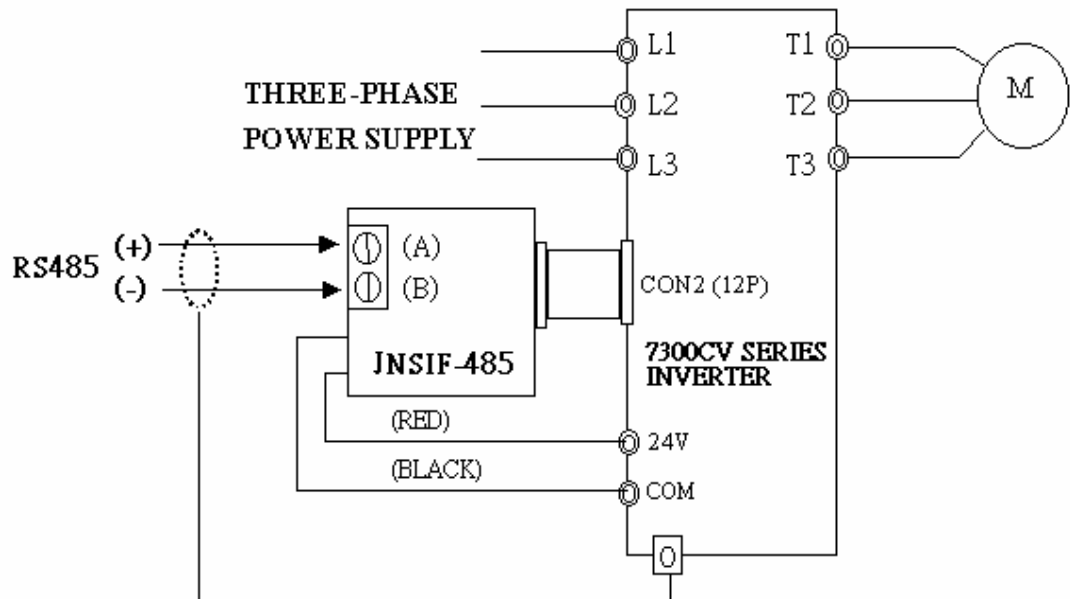 L1
T1
M
THREE-PHASE
L2
T2
POWER SUPPLY
L3
T3
(+)
(A)
RS485
(-)
(B)
CON2 (12P)
7300CV SERIES
INVERTER
JNSIF-485
(RED)
24V
(BLACK)
COM
O